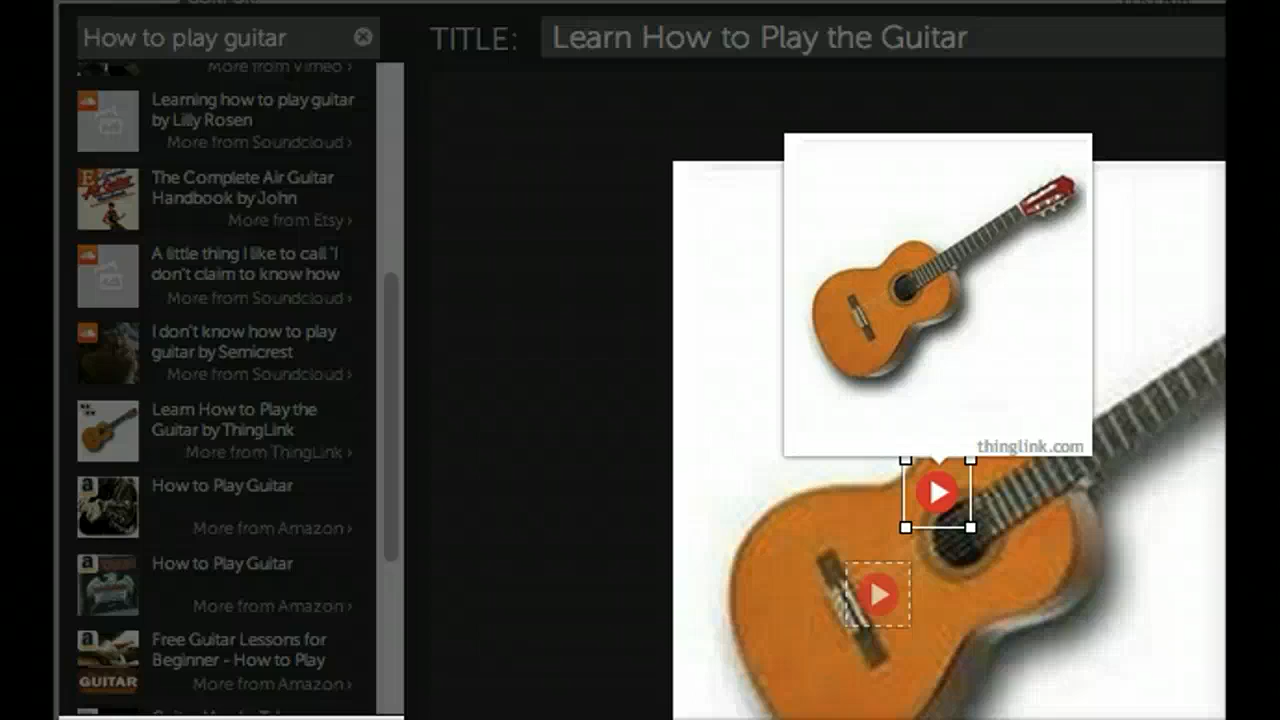 How to play guitar
TITLE: Learn How to Play the Guitar
More from Vimeo ›
Learning how to play guitar
by Lilly Rosen
More from Soundcloud ›
The Complete Air Guitar
Handbook by John
More from Etsy ›
A little thing I like to call "I
don't claim to know how
More from Soundcloud ›
I don't know how to play
guitar by Semicrest
More from Soundcloud ›
Learn How to Play the
Guitar by ThingLink
More from ThingLink ›
How to Play Guitar
More from Amazon ›
How to Play Guitar
More from Amazon ›
Free Guitar Lessons for
Beginner - How to Play
More from Amazon ›
GUITAR
thinglink.com